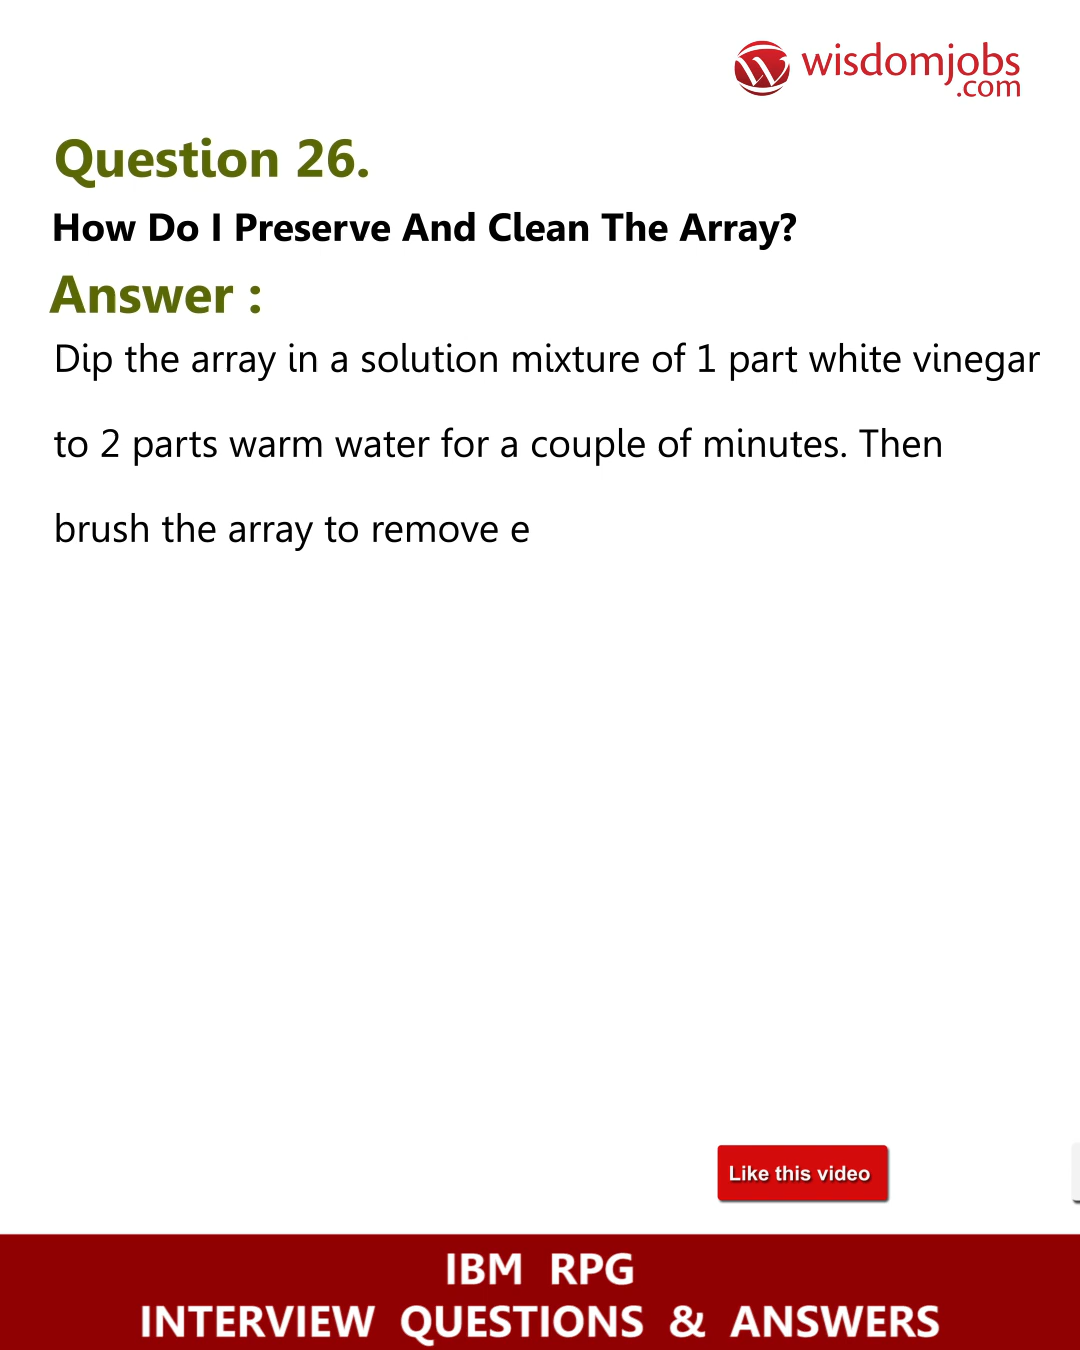 wisdomjobs
.com
Question 26.
How Do I Preserve And Clean The Array?
Answer :
Dip the array in a solution mixture of 1 part white vinegar
to 2 parts warm water for a couple of minutes. Then
brush the array to remove e
Like this video
IBM RPG
INTERVIEW QUESTIONS & ANSWERS